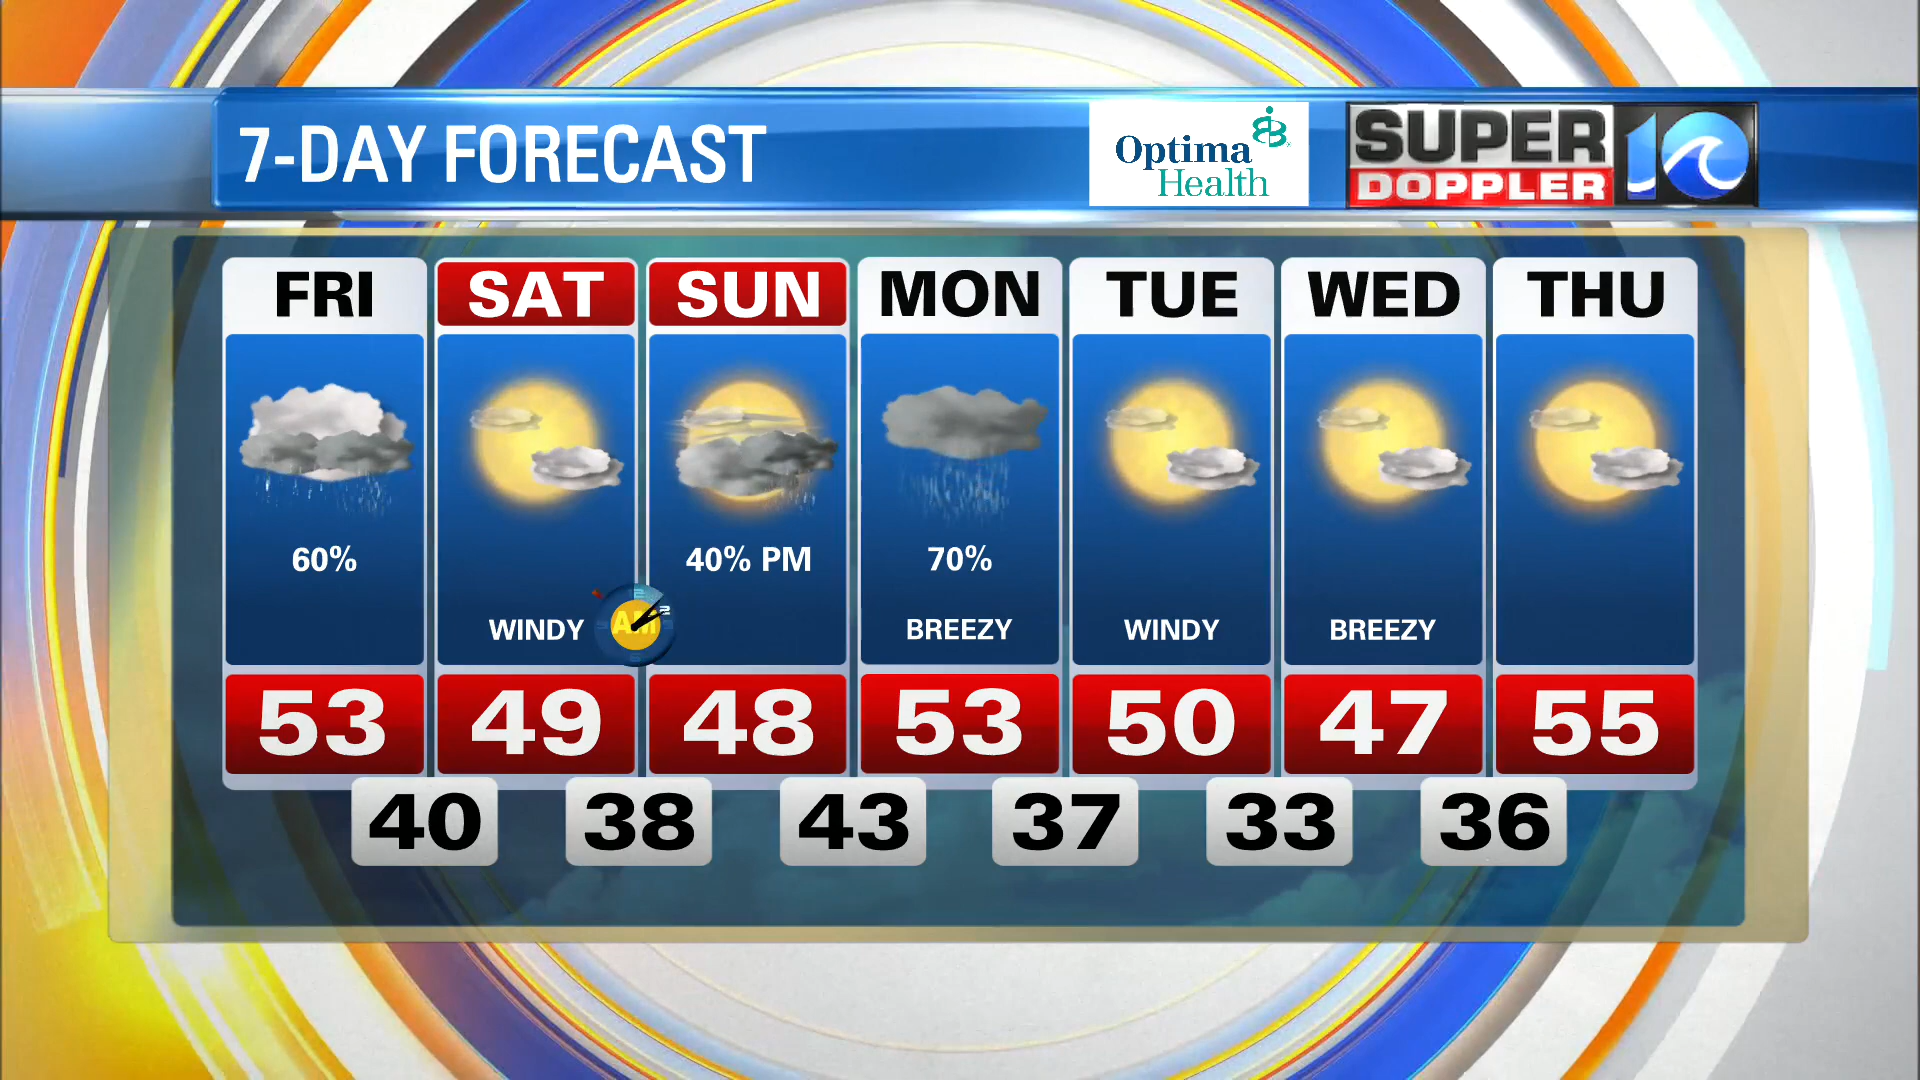 7-DAY FORECAST
Optima
Health
SUPER
DOPPLER
10
FRI SAT SUN MON TUE WED THU
60% 40% PM 70%
WINDY BREEZY WINDY BREEZY
AM
53 49 48 53 50 47 55
40 38 43 37 33 36